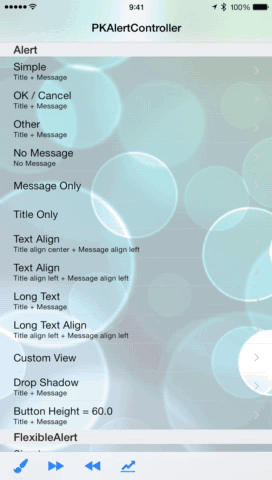 9:41
100%
PKAlertController
Alert
Simple
Title + Message
OK / Cancel
Title + Message
Other
Title + Message
No Message
No Message
Message Only
Title Only
Text Align
Title align center + Message align left
Text Align
Title align left + Message align left
Long Text
Title + Message
Long Text Align
Title align left + Message align left
Custom View
Drop Shadow
Title + Message
Button Height = 60.0
Title + Message
FlexibleAlert